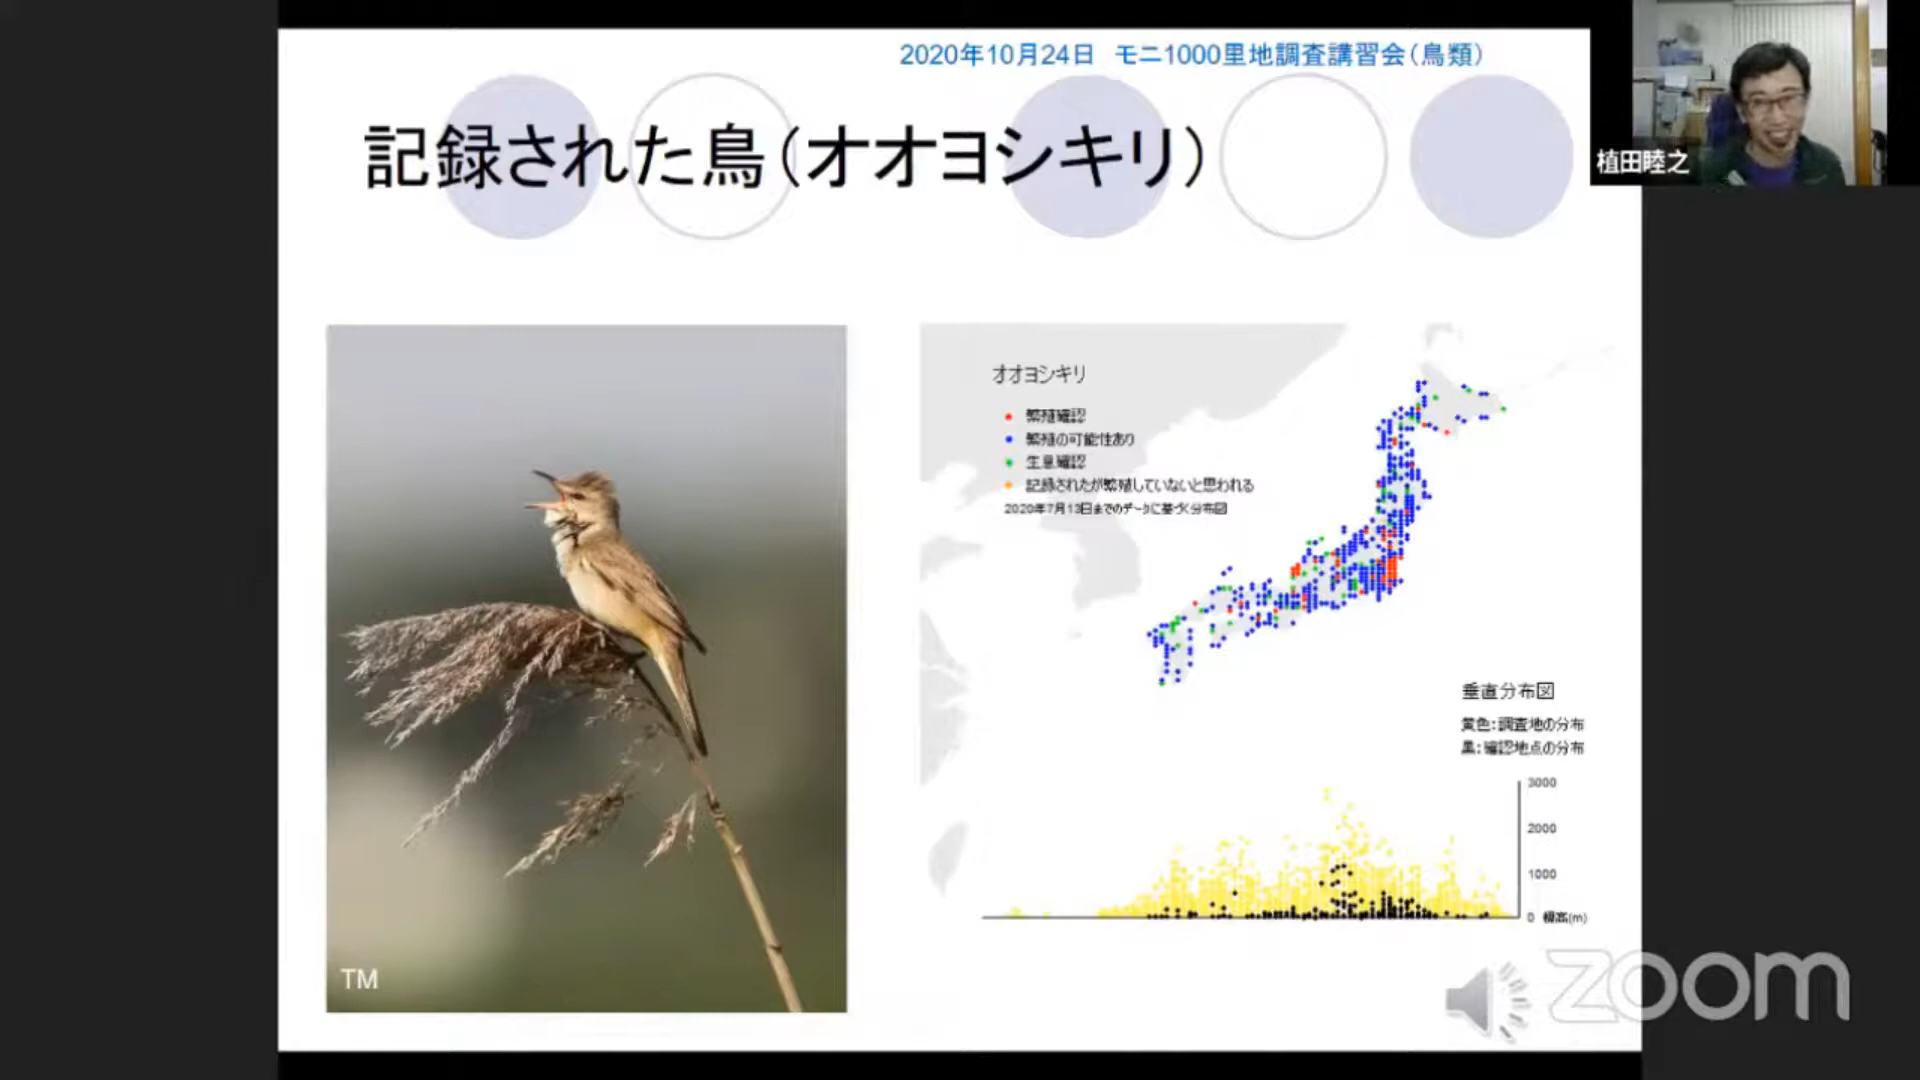 2020年10月24日 モニ1000里地調査講習会(鳥類)
植田睦之
記録された鳥(オオヨシキリ)
オオヨシキリ
繁殖確認
繁殖の可能性あり
生息確認
記録されたが繁殖していないと思われる
2020年7月13日までのデータに基づく分布図
垂直分布図
黄色:調査地の分布
黒:確認地点の分布
3000
2000
1000
0 標高(m)
TM
zoom